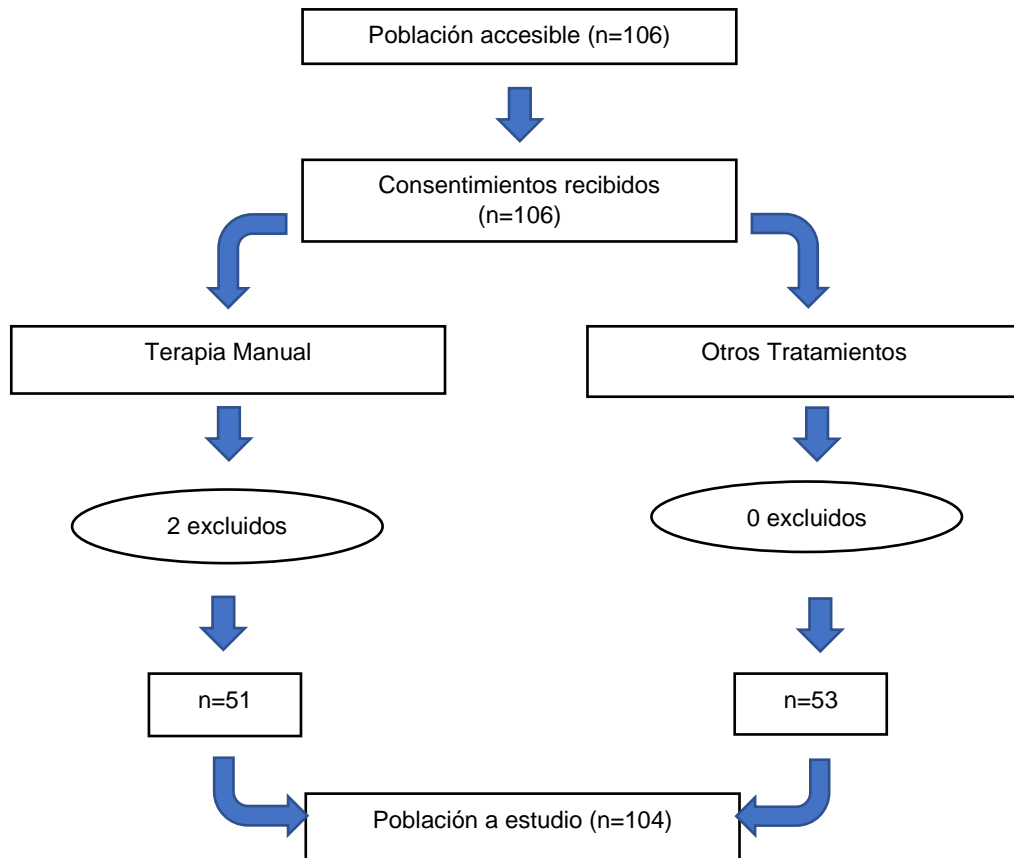 Población accesible (n=106)
Consentimientos recibidos
(n=106)
Terapia Manual
Otros Tratamientos
2 excluidos
0 excluidos
n=51
n=53
Población a estudio (n=104)